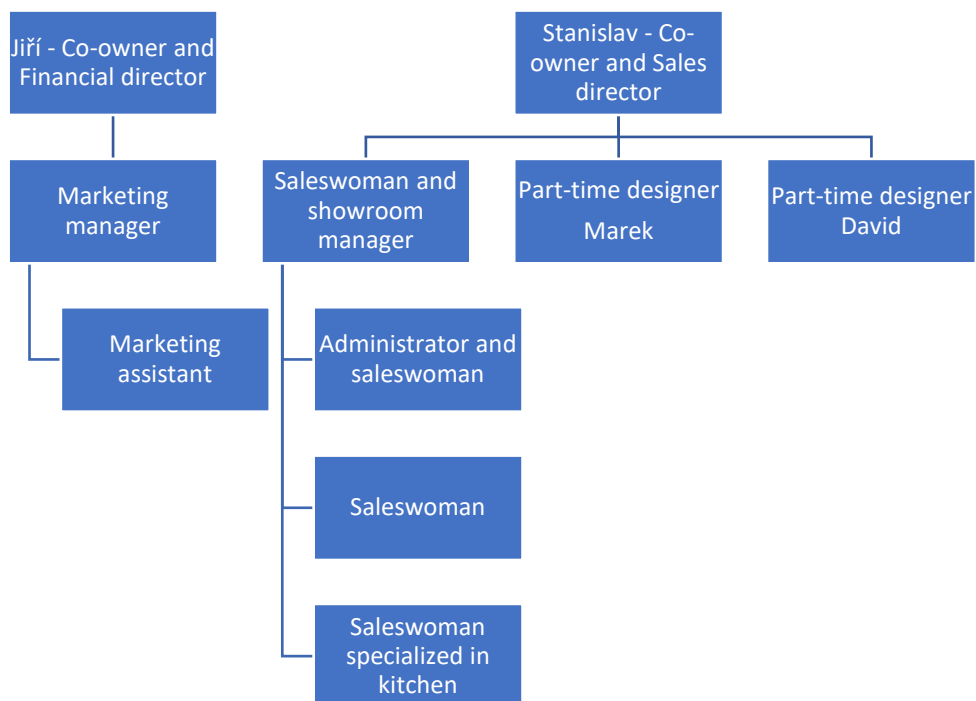 Jiří - Co-owner and
Financial director
Stanislav - Co-
owner and Sales
director
Marketing
manager
Saleswoman and
showroom
manager
Part-time designer
Marek
Part-time designer
David
Marketing
assistant
Administrator and
saleswoman
Saleswoman
Saleswoman
specialized in
kitchen